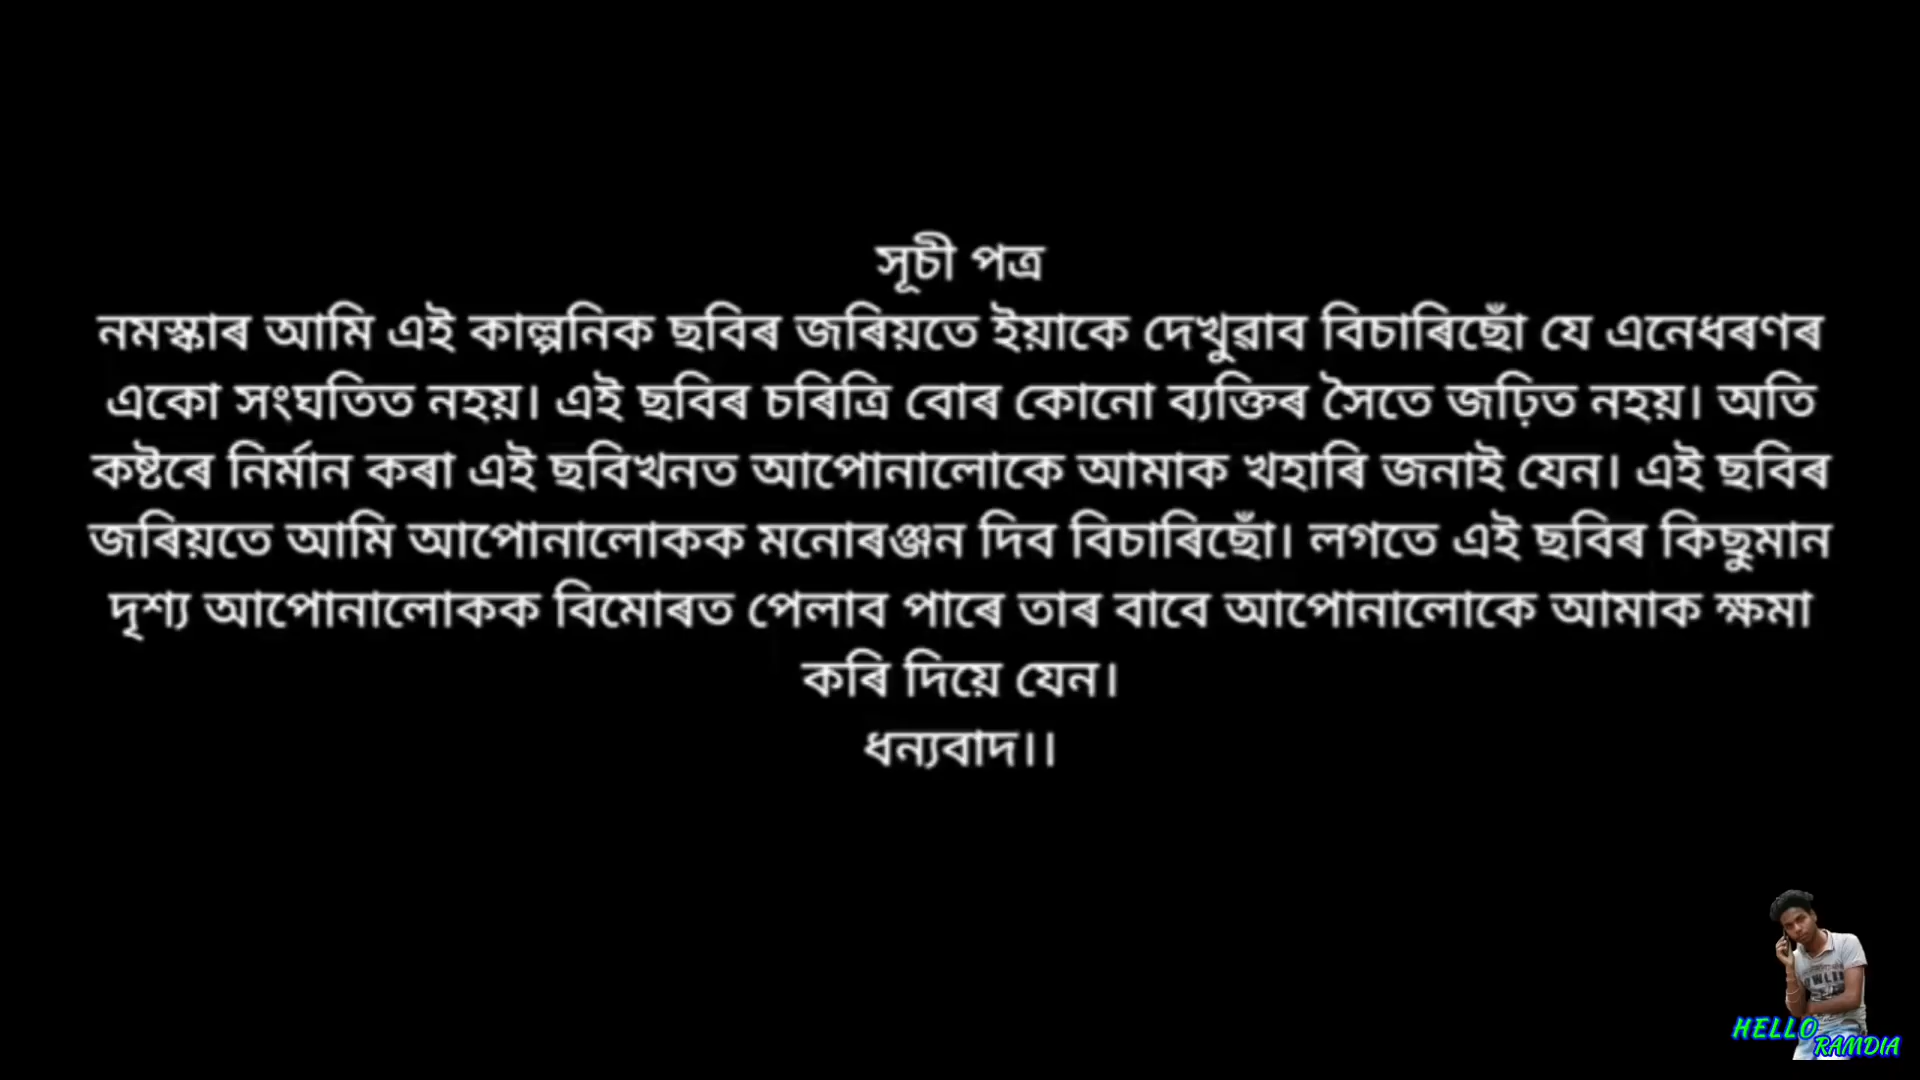 সূচী পত্ৰ
নমস্কাৰ আমি এই কাল্পনিক ছবিৰ জৰিয়তে ইয়াকে দেখুৱাব বিচাৰিছোঁ যে এনেধৰণৰ
একো সংঘতিত নহয়। এই ছবিৰ চৰিত্ৰি বোৰ কোনো ব্যক্তিৰ সৈতে জঢ়িত নহয়। অতি
কষ্টৰে নিৰ্মান কৰা এই ছবিখনত আপোনালোকে আমাক খহাৰি জনাই যেন। এই ছবিৰ
জৰিয়তে আমি আপোনালোকক মনোৰঞ্জন দিব বিচাৰিছোঁ। লগতে এই ছবিৰ কিছুমান
দৃশ্য আপোনালোকক বিমোৰত পেলাব পাৰে তাৰ বাবে আপোনালোকে আমাক ক্ষমা
কৰি দিয়ে যেন।
ধন্যবাদ।।
HELLO
RAMDIA